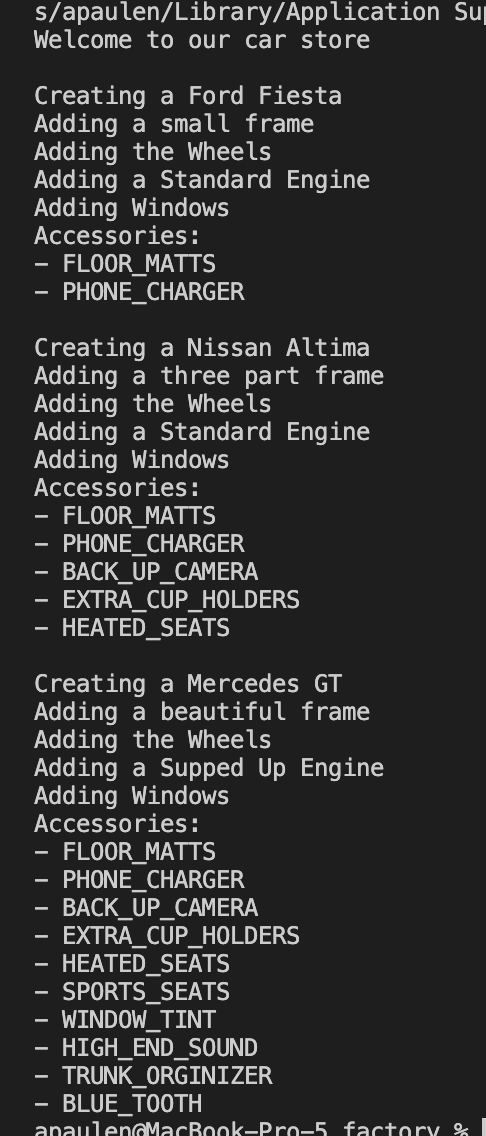 s/apaulen/Library/Application Sup
Welcome to our car store
Creating a Ford Fiesta
Adding a small frame
Adding the Wheels
Adding a Standard Engine
Adding Windows
Accessories:
- FLOOR_MATTS
- PHONE_CHARGER
Creating a Nissan Altima
Adding a three part frame
Adding the Wheels
Adding a Standard Engine
Adding Windows
Accessories:
- FLOOR_MATTS
- PHONE_CHARGER
- BACK_UP_CAMERA
- EXTRA_CUP_HOLDERS
- HEATED_SEATS
Creating a Mercedes GT
Adding a beautiful frame
Adding the Wheels
Adding a Supped Up Engine
Adding Windows
Accessories:
- FLOOR_MATTS
- PHONE_CHARGER
- BACK_UP_CAMERA
- EXTRA_CUP_HOLDERS
- HEATED_SEATS
- SPORTS_SEATS
- WINDOW_TINT
- HIGH_END_SOUND
- TRUNK_ORGINIZER
- BLUE_TOOTH
apaulen@MacBook-Pro-5 factory %